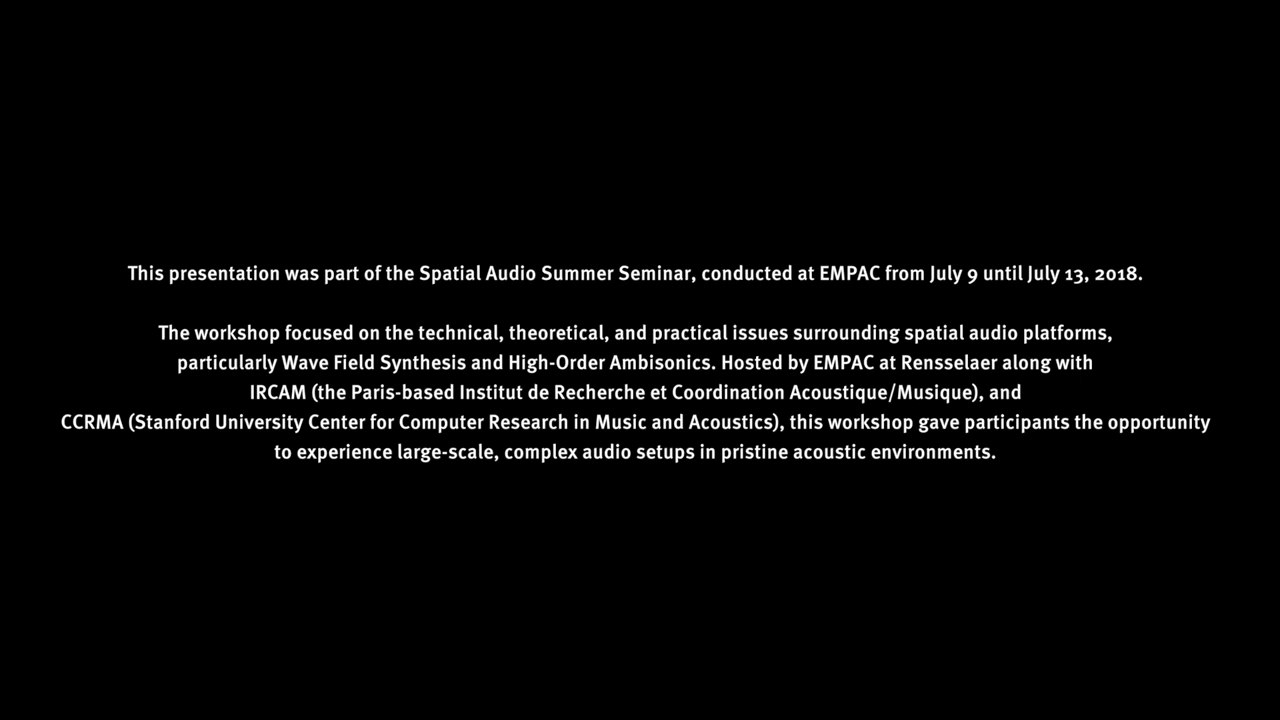 This presentation was part of the Spatial Audio Summer Seminar, conducted at EMPAC from July 9 until July 13, 2018.
The workshop focused on the technical, theoretical, and practical issues surrounding spatial audio platforms,
particularly Wave Field Synthesis and High-Order Ambisonics. Hosted by EMPAC at Rensselaer along with
IRCAM (the Paris-based Institut de Recherche et Coordination Acoustique/Musique), and
CCRMA (Stanford University Center for Computer Research in Music and Acoustics), this workshop gave participants the opportunity
to experience large-scale, complex audio setups in pristine acoustic environments.